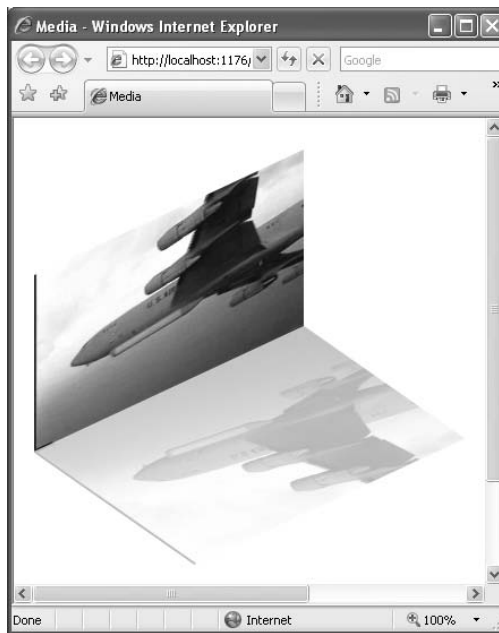 Media - Windows Internet Explorer
http://localhost:1176/
Google
Media
»
Done
Internet
100%